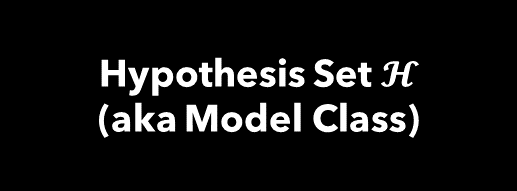 Hypothesis Set ℋ
(aka Model Class)